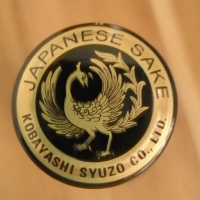 JAPANESE SAKE
KOBAYASHI SYUZO CO., LTD.